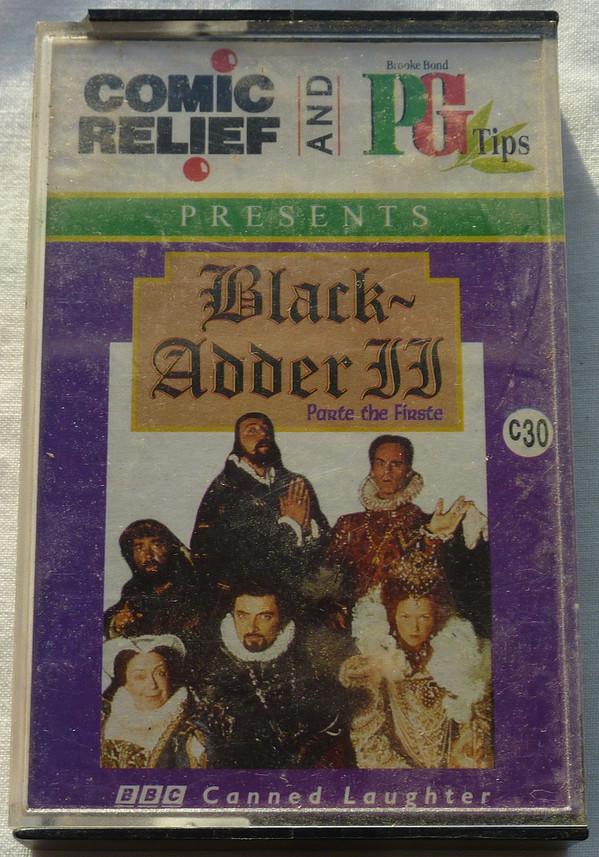 COMIC
RELIEF
AND
Brooke Bond
PG
Tips
PRESENTS
Black~
Adder II
Parte the Firste
C30
BBC Canned Laughter